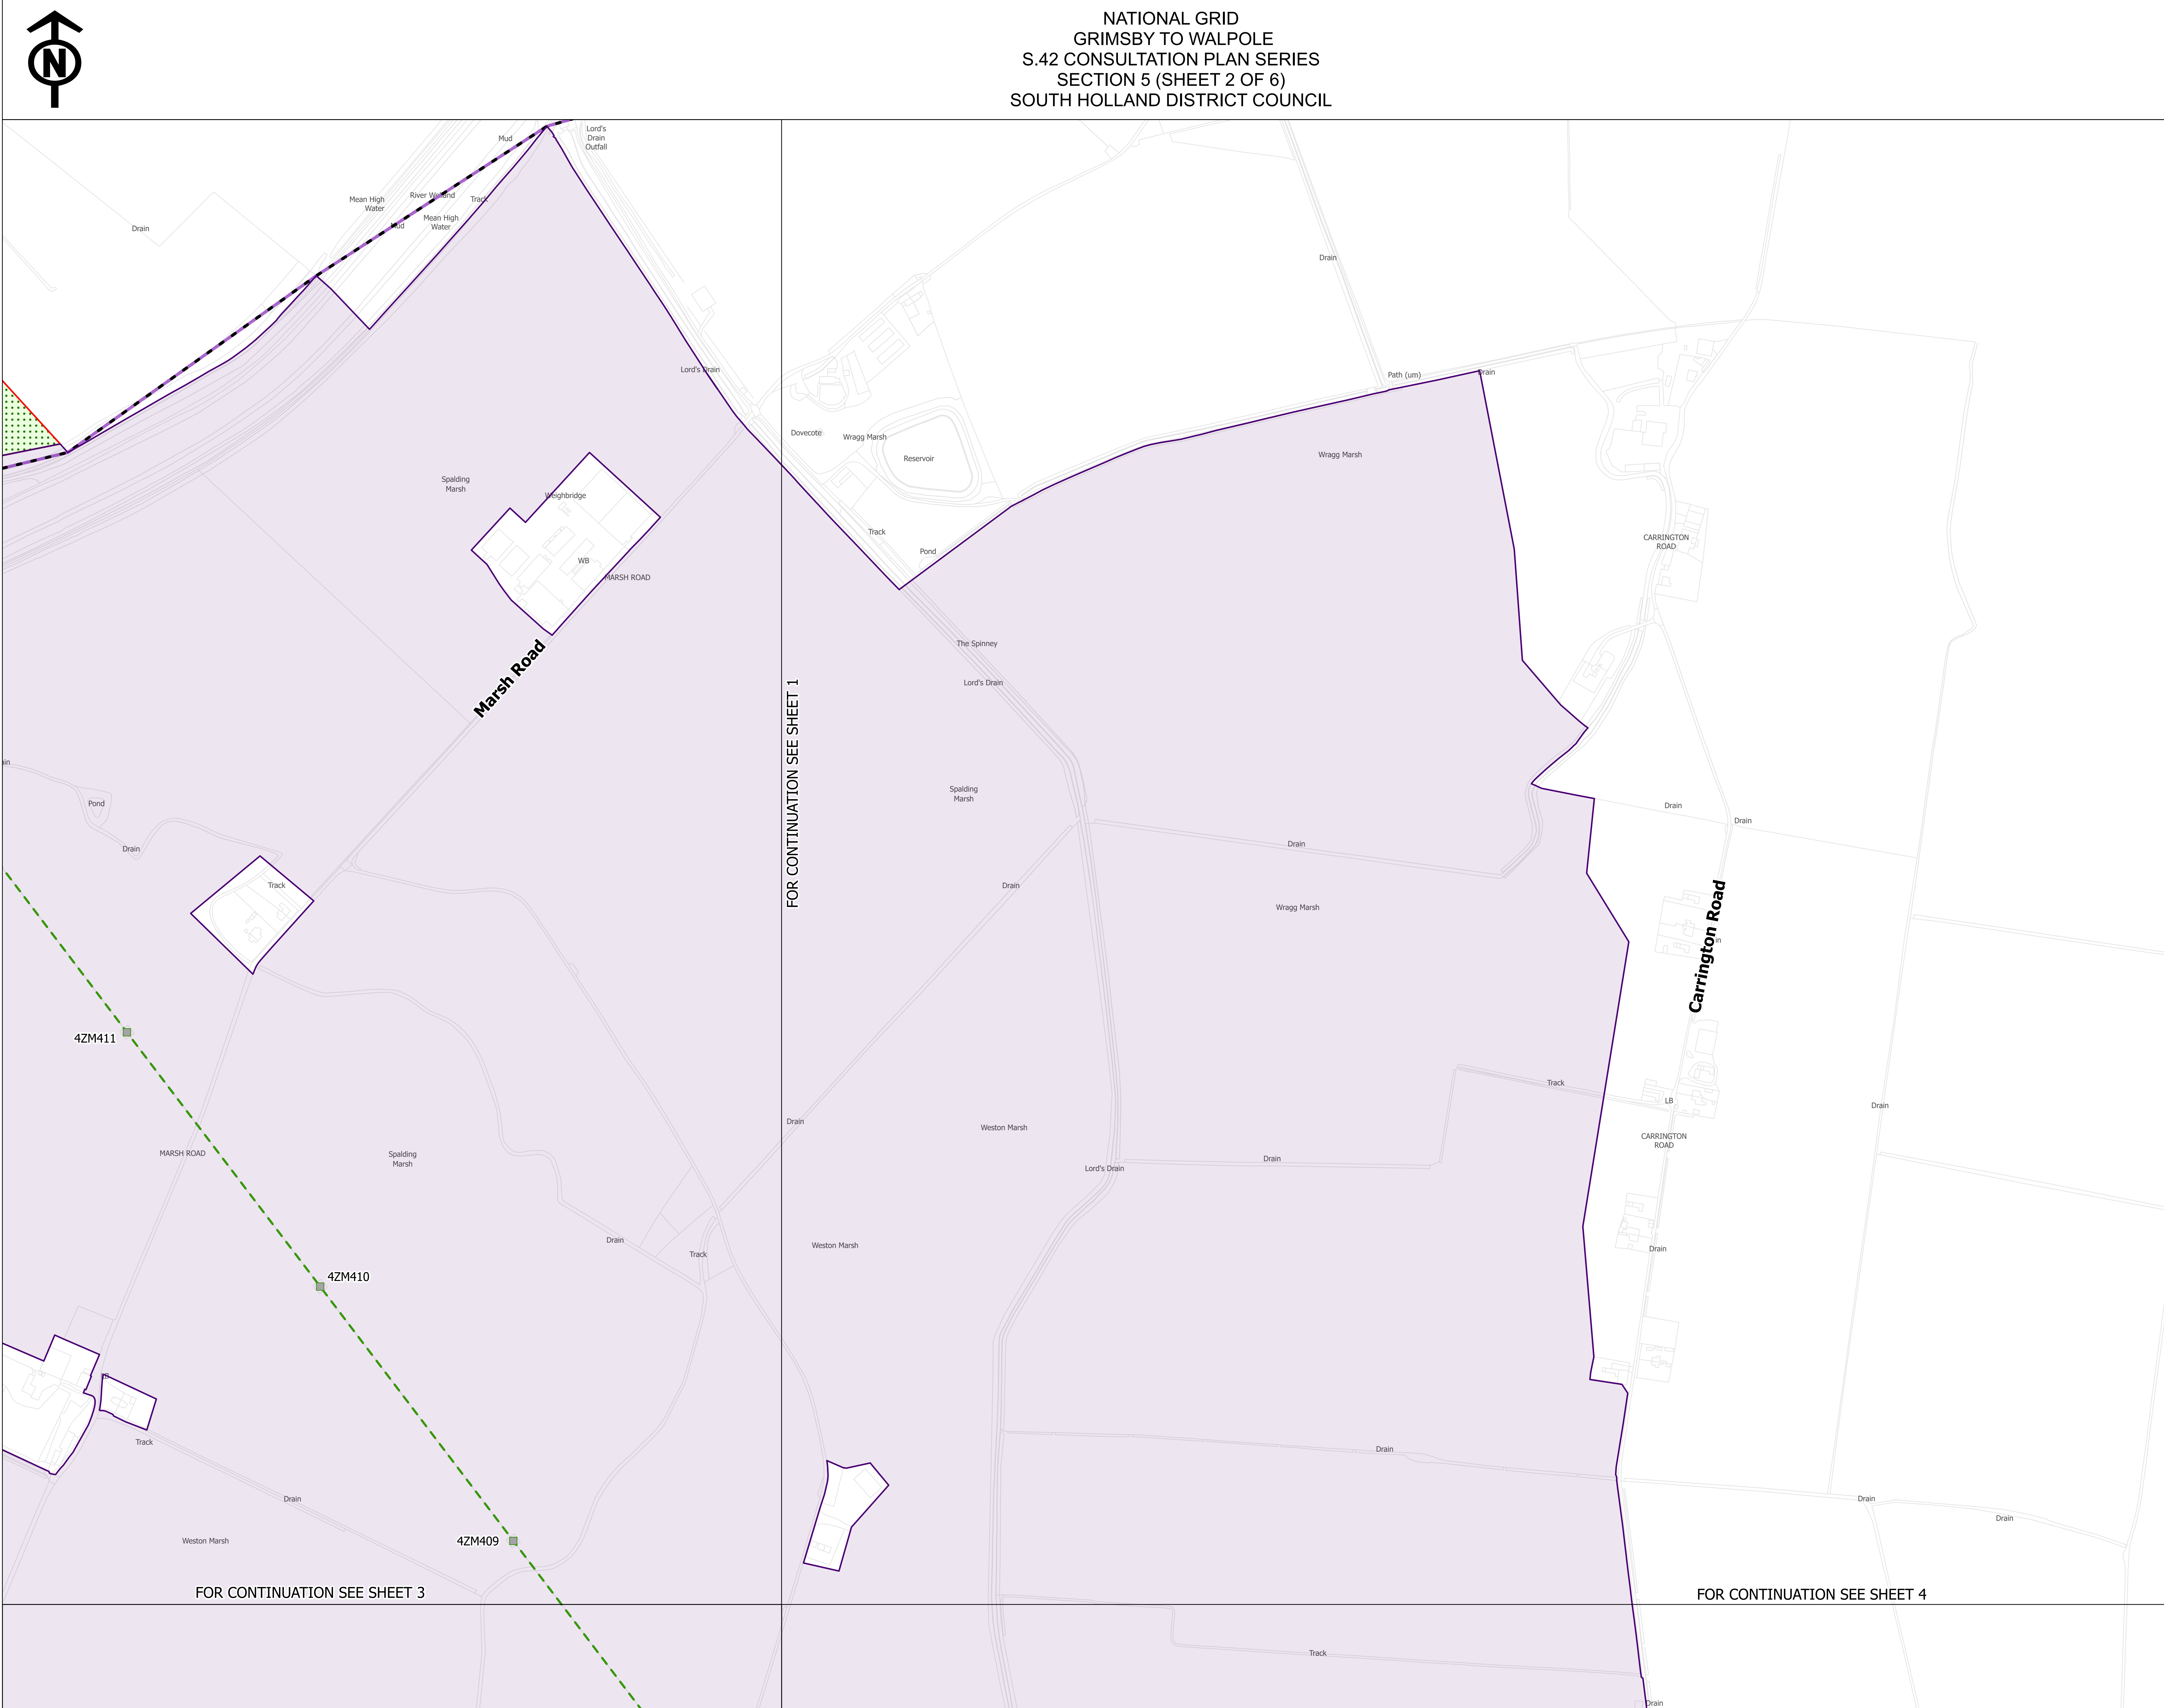 N
NATIONAL GRID
GRIMSBY TO WALPOLE
S.42 CONSULTATION PLAN SERIES
SECTION 5 (SHEET 2 OF 6)
SOUTH HOLLAND DISTRICT COUNCIL
Mud
Lord's
Drain
Outfall
River Welland
Track
Mean High
Water
Mean High
Water
Mud
Drain
Drain
Lord's Drain
Path (um)
Drain
Dovecote
Wragg Marsh
Reservoir
Wragg Marsh
Spalding
Marsh
Weighbridge
Track
Pond
WB
MARSH ROAD
CARRINGTON
ROAD
Marsh Road
The Spinney
Lord's Drain
FOR CONTINUATION SEE SHEET 1
Spalding
Marsh
Pond
Drain
Drain
Drain
Drain
Track
Drain
Wragg Marsh
Carrington Road
4ZM411
Track
LB
Drain
Drain
Weston Marsh
CARRINGTON
ROAD
MARSH ROAD
Spalding
Marsh
Drain
Lord's Drain
Drain
Track
Weston Marsh
Drain
4ZM410
Track
Drain
Drain
Drain
Drain
Weston Marsh
4ZM409
FOR CONTINUATION SEE SHEET 3
FOR CONTINUATION SEE SHEET 4
Track
Drain